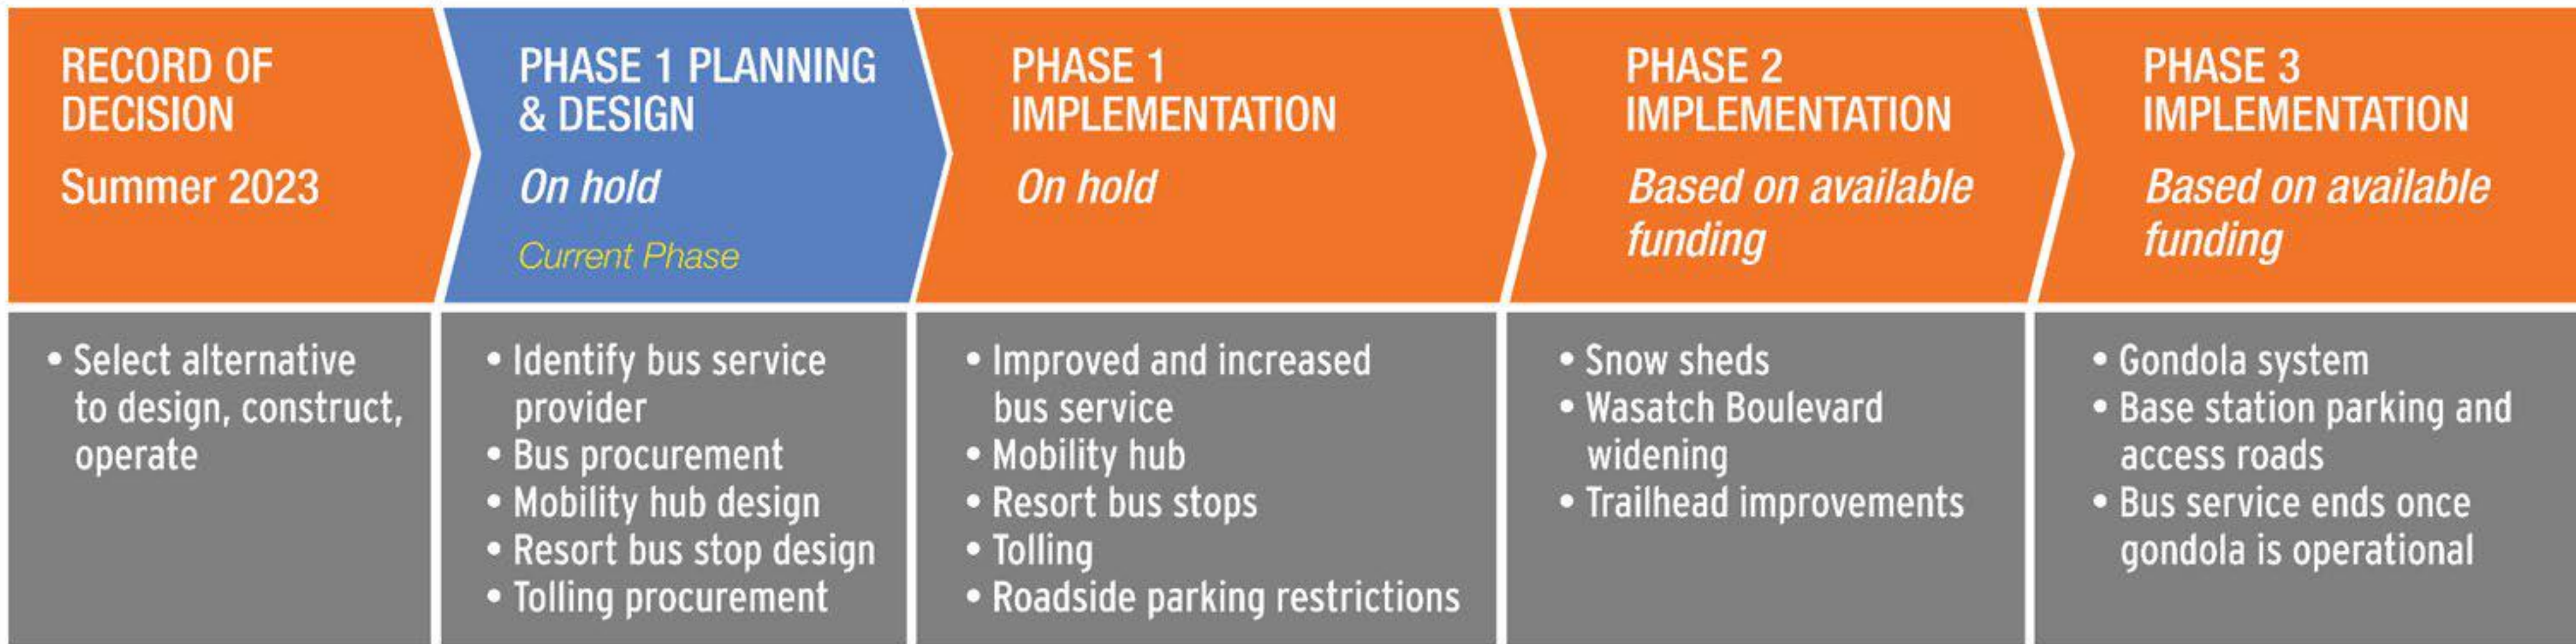 RECORD OF
DECISION
Summer 2023
PHASE 1 PLANNING
& DESIGN
On hold
Current Phase
PHASE 1
IMPLEMENTATION
On hold
PHASE 2
IMPLEMENTATION
Based on available
funding
PHASE 3
IMPLEMENTATION
Based on available
funding
• Select alternative
to design, construct,
operate
• Identify bus service
provider
• Bus procurement
• Mobility hub design
• Resort bus stop design
• Tolling procurement
• Improved and increased
bus service
• Mobility hub
• Resort bus stops
• Tolling
• Roadside parking restrictions
• Snow sheds
• Wasatch Boulevard
widening
• Trailhead improvements
• Gondola system
• Base station parking and
access roads
• Bus service ends once
gondola is operational